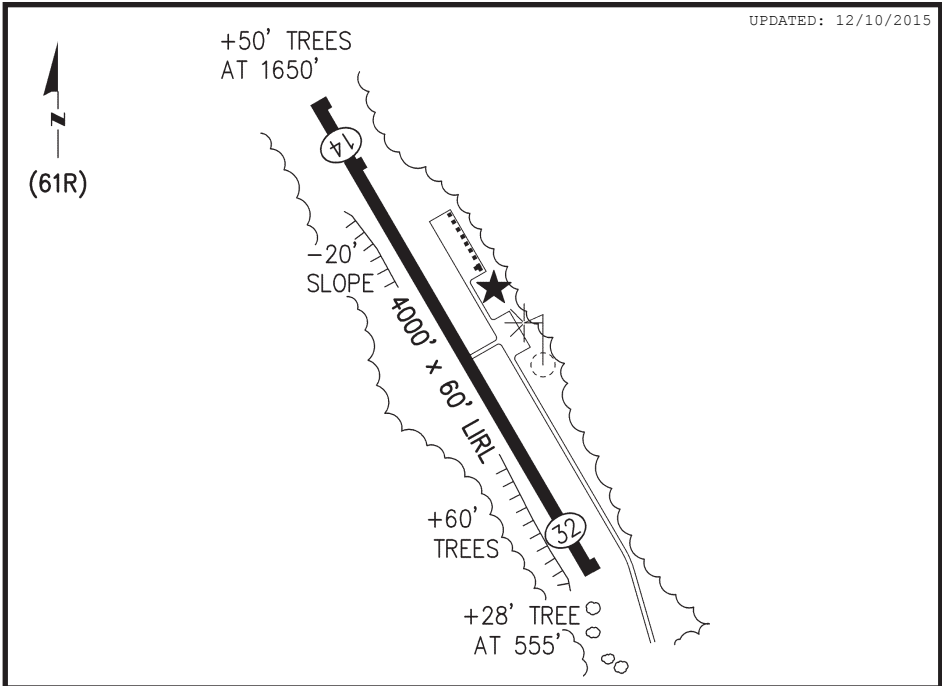 UPDATED: 12/10/2015
+50' TREES
AT 1650'
N
(61R)
14
-20'
SLOPE
4000' x 60' LIRL
+60'
TREES
32
+28' TREE
AT 555'